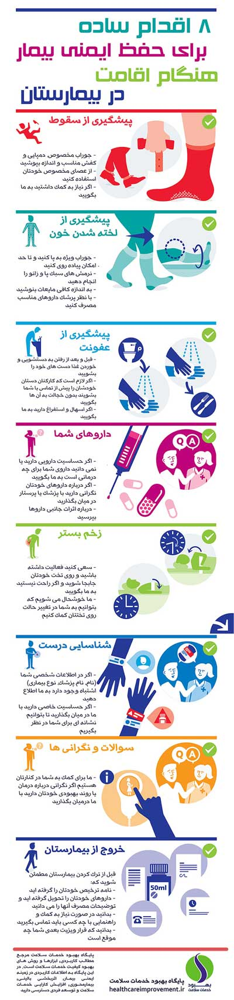 ۸ اقدام ساده
برای حفظ ایمنی بیمار
هنگام اقامت
در بیمارستان
پیشگیری از سقوط
- جوراب مخصوص، دمپایی و
کفش مناسب و اندازه بپوشید
- از عصای مخصوص خودتان
استفاده کنید
- اگر نیاز به کمک داشتید به ما
بگویید
پیشگیری از
لخته شدن خون
- جوراب ویژه به پا کنید و تا حد
امکان پیاده روی کنید.
- نرمش های سبک پا و زانو را
انجام دهید
- به اندازه کافی مایعات بنوشید
- با نظر پزشک داروهای مناسب
مصرف کنید
پیشگیری از
عفونت
- قبل و بعد از رفتن به دستشویی و
خوردن غذا دست های خود را
بشویید
- اگر لازم است که کارکنان دستان
خودشان را پیش از تماس با شما
بشویند بدون خجالت به آن ها
بگویید
- اگر اسهال و استفراغ دارید به ما
بگویید
داروهای شما
?
Q A
- اگر حساسیت دارویی دارید یا
نمی دانید داروی شما برای چه
درمانی است به ما بگویید
- اگر درباره داروهای خودتان
نگرانی دارید با پزشک یا پرستار
در میان بگذارید
- درباره اثرات جانبی داروها
بپرسید
زخم بستر
- سعی کنید فعالیت داشته
باشید و روی تخت خودتان
جابجا شوید و اگر راحت نیستید
به ما بگویید
- ما خوشحال می شویم که
بتوانیم به شما در تغییر حالت
روی تختتان کمک کنیم
شناسایی درست
- اگر در اطلاعات شخصی شما
(نام، نام پزشک، نوع بیماری)
اشتباه وجود دارد به ما اطلاع
دهید
- اگر حساسیت خاصی دارید با
ما در میان بگذارید تا بتوانیم
نشانه ای برای شما در نظر
بگیریم
سوالات و نگرانی ها
?
Q A
i
- ما برای کمک به شما در کنارتان
هستیم اگر نگرانی درباره درمان
یا روند بهبودی خودتان دارید با
ما درمیان بگذارید
خروج از بیمارستان
قبل از ترک کردن بیمارستان مطمئن
شوید که:
- نامه ترخیص خودتان را گرفته اید
- داروهای خودتان را تحویل گرفته اید و
توضیحات مصرف آنها را می دانید
- بدانید در صورت نیاز به کمک و
راهنمایی با چه کسی باید تماس بگیرید
- بدانید که قرار ویزیت بعدی شما چه
موقع است
50ml
پایگاه بهبود خدمات سلامت مرجع
مطالب کاربردی، ابزارها و روش های
بهبود کیفیت خدمات سلامت است. در
این پایگاه به اطلاعات کاربردی در زمینه
ایمنی بیمار، اثربخشی بالینی،
بیمارمحوری، افزایش کارایی خدمات
سلامت و توسعه فردی دسترسی دارید
پایگاه بهبود خدمات سلامت
healthcareimprovement.ir
بهبود
خدمات سلامت